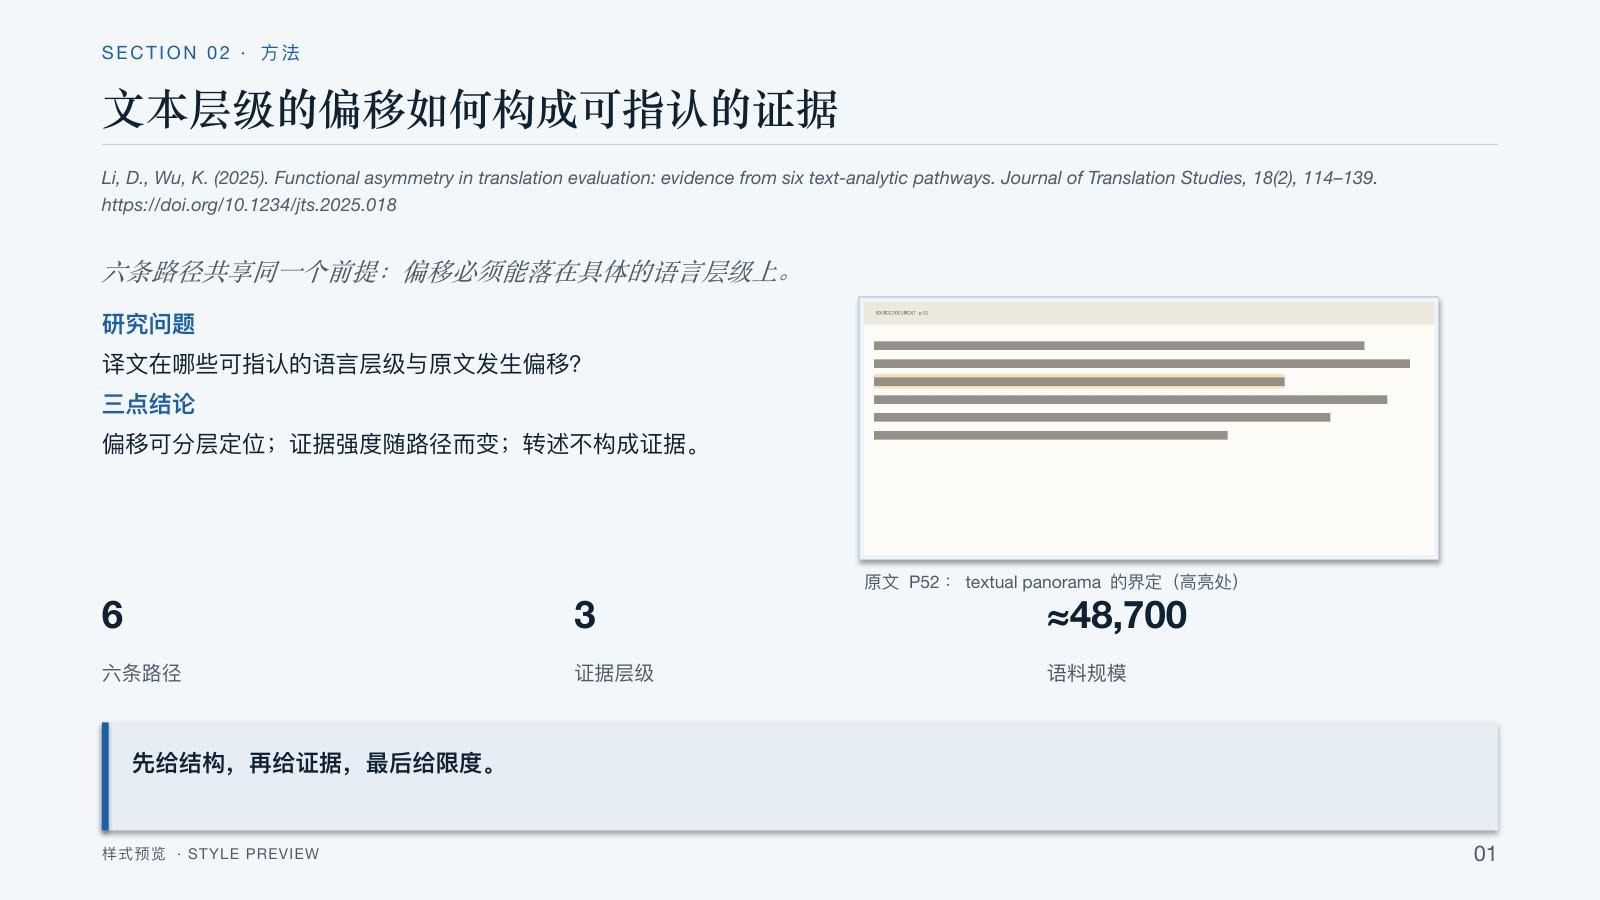 SECTION 02 · 方法
文本层级的偏移如何构成可指认的证据
Li, D., Wu, K. (2025). Functional asymmetry in translation evaluation: evidence from six text-analytic pathways. Journal of Translation Studies, 18(2), 114–139.
https://doi.org/10.1234/jts.2025.018
六条路径共享同一个前提：偏移必须能落在具体的语言层级上。
研究问题
译文在哪些可指认的语言层级与原文发生偏移？
三点结论
偏移可分层定位；证据强度随路径而变；转述不构成证据。
SOURCE DOCUMENT · p.52
原文 P52： textual panorama 的界定（高亮处）
6
六条路径
3
证据层级
≈48,700
语料规模
先给结构，再给证据，最后给限度。
样式预览 · STYLE PREVIEW
01